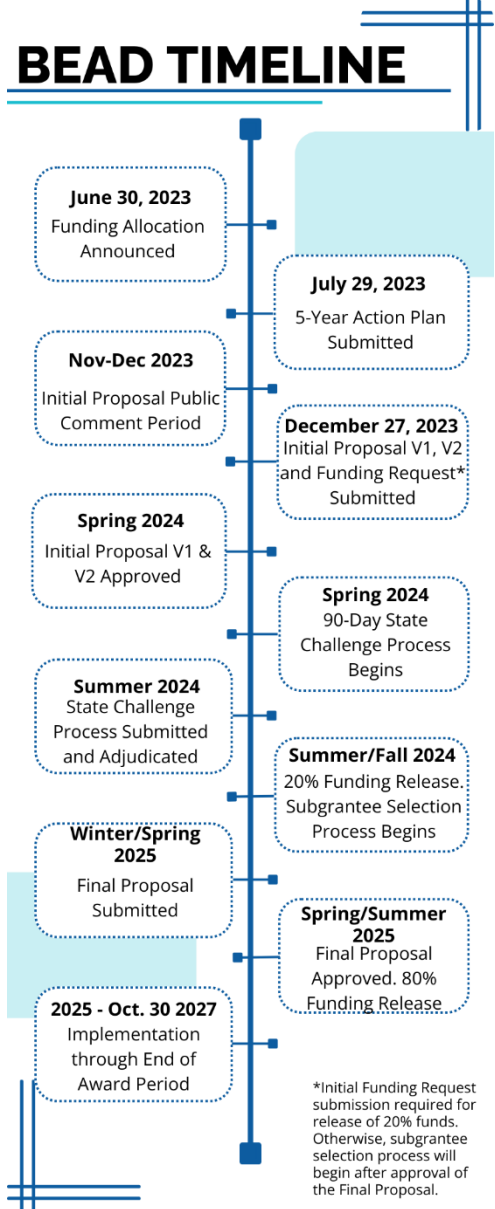 BEAD TIMELINE
June 30, 2023
Funding Allocation
Announced
July 29, 2023
5-Year Action Plan
Submitted
Nov-Dec 2023
Initial Proposal Public
Comment Period
December 27, 2023
Initial Proposal V1, V2
and Funding Request*
Submitted
Spring 2024
Initial Proposal V1 &
V2 Approved
Spring 2024
90-Day State
Challenge Process
Begins
Summer 2024
State Challenge
Process Submitted
and Adjudicated
Summer/Fall 2024
20% Funding Release.
Subgrantee Selection
Process Begins
Winter/Spring
2025
Final Proposal
Submitted
Spring/Summer
2025
Final Proposal
Approved. 80%
Funding Release
2025 - Oct. 30 2027
Implementation
through End of
Award Period
*Initial Funding Request
submission required for
release of 20% funds.
Otherwise, subgrantee
selection process will
begin after approval of
the Final Proposal.